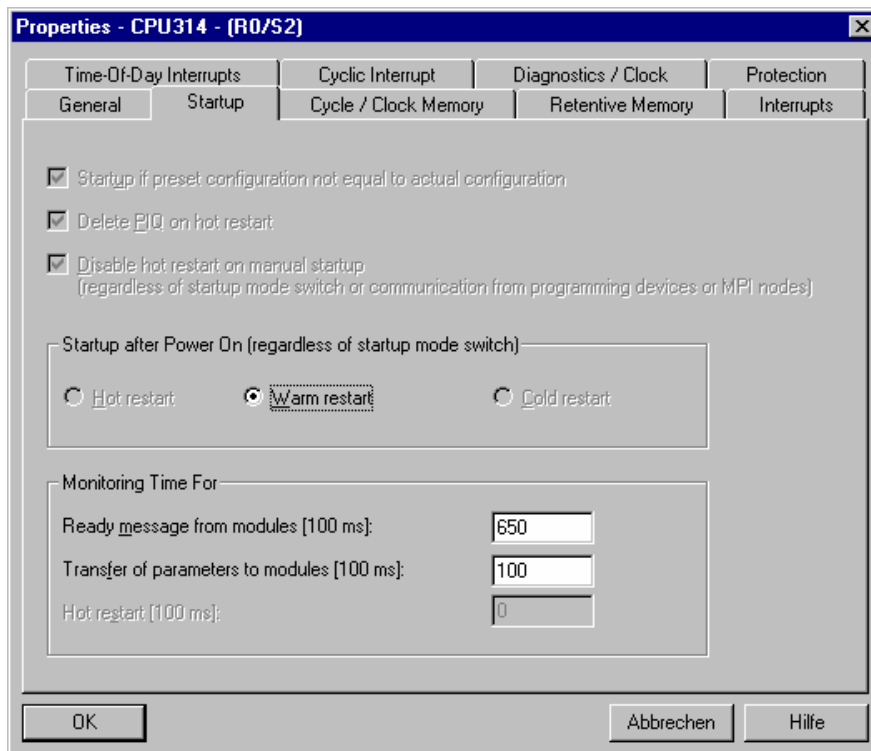 Properties - CPU314 - (R0/S2)
Time-Of-Day Interrupts Cyclic Interrupt Diagnostics / Clock Protection
General Startup Cycle / Clock Memory Retentive Memory Interrupts
Startup if preset configuration not equal to actual configuration
Delete PIQ on hot restart
Disable hot restart on manual startup
(regardless of startup mode switch or communication from programming devices or MPI nodes)
Startup after Power On (regardless of startup mode switch)
Hot restart Warm restart Cold restart
Monitoring Time For
Ready message from modules [100 ms]: 650
Transfer of parameters to modules [100 ms]: 100
Hot restart [100 ms]: 0
OK Abbrechen Hilfe